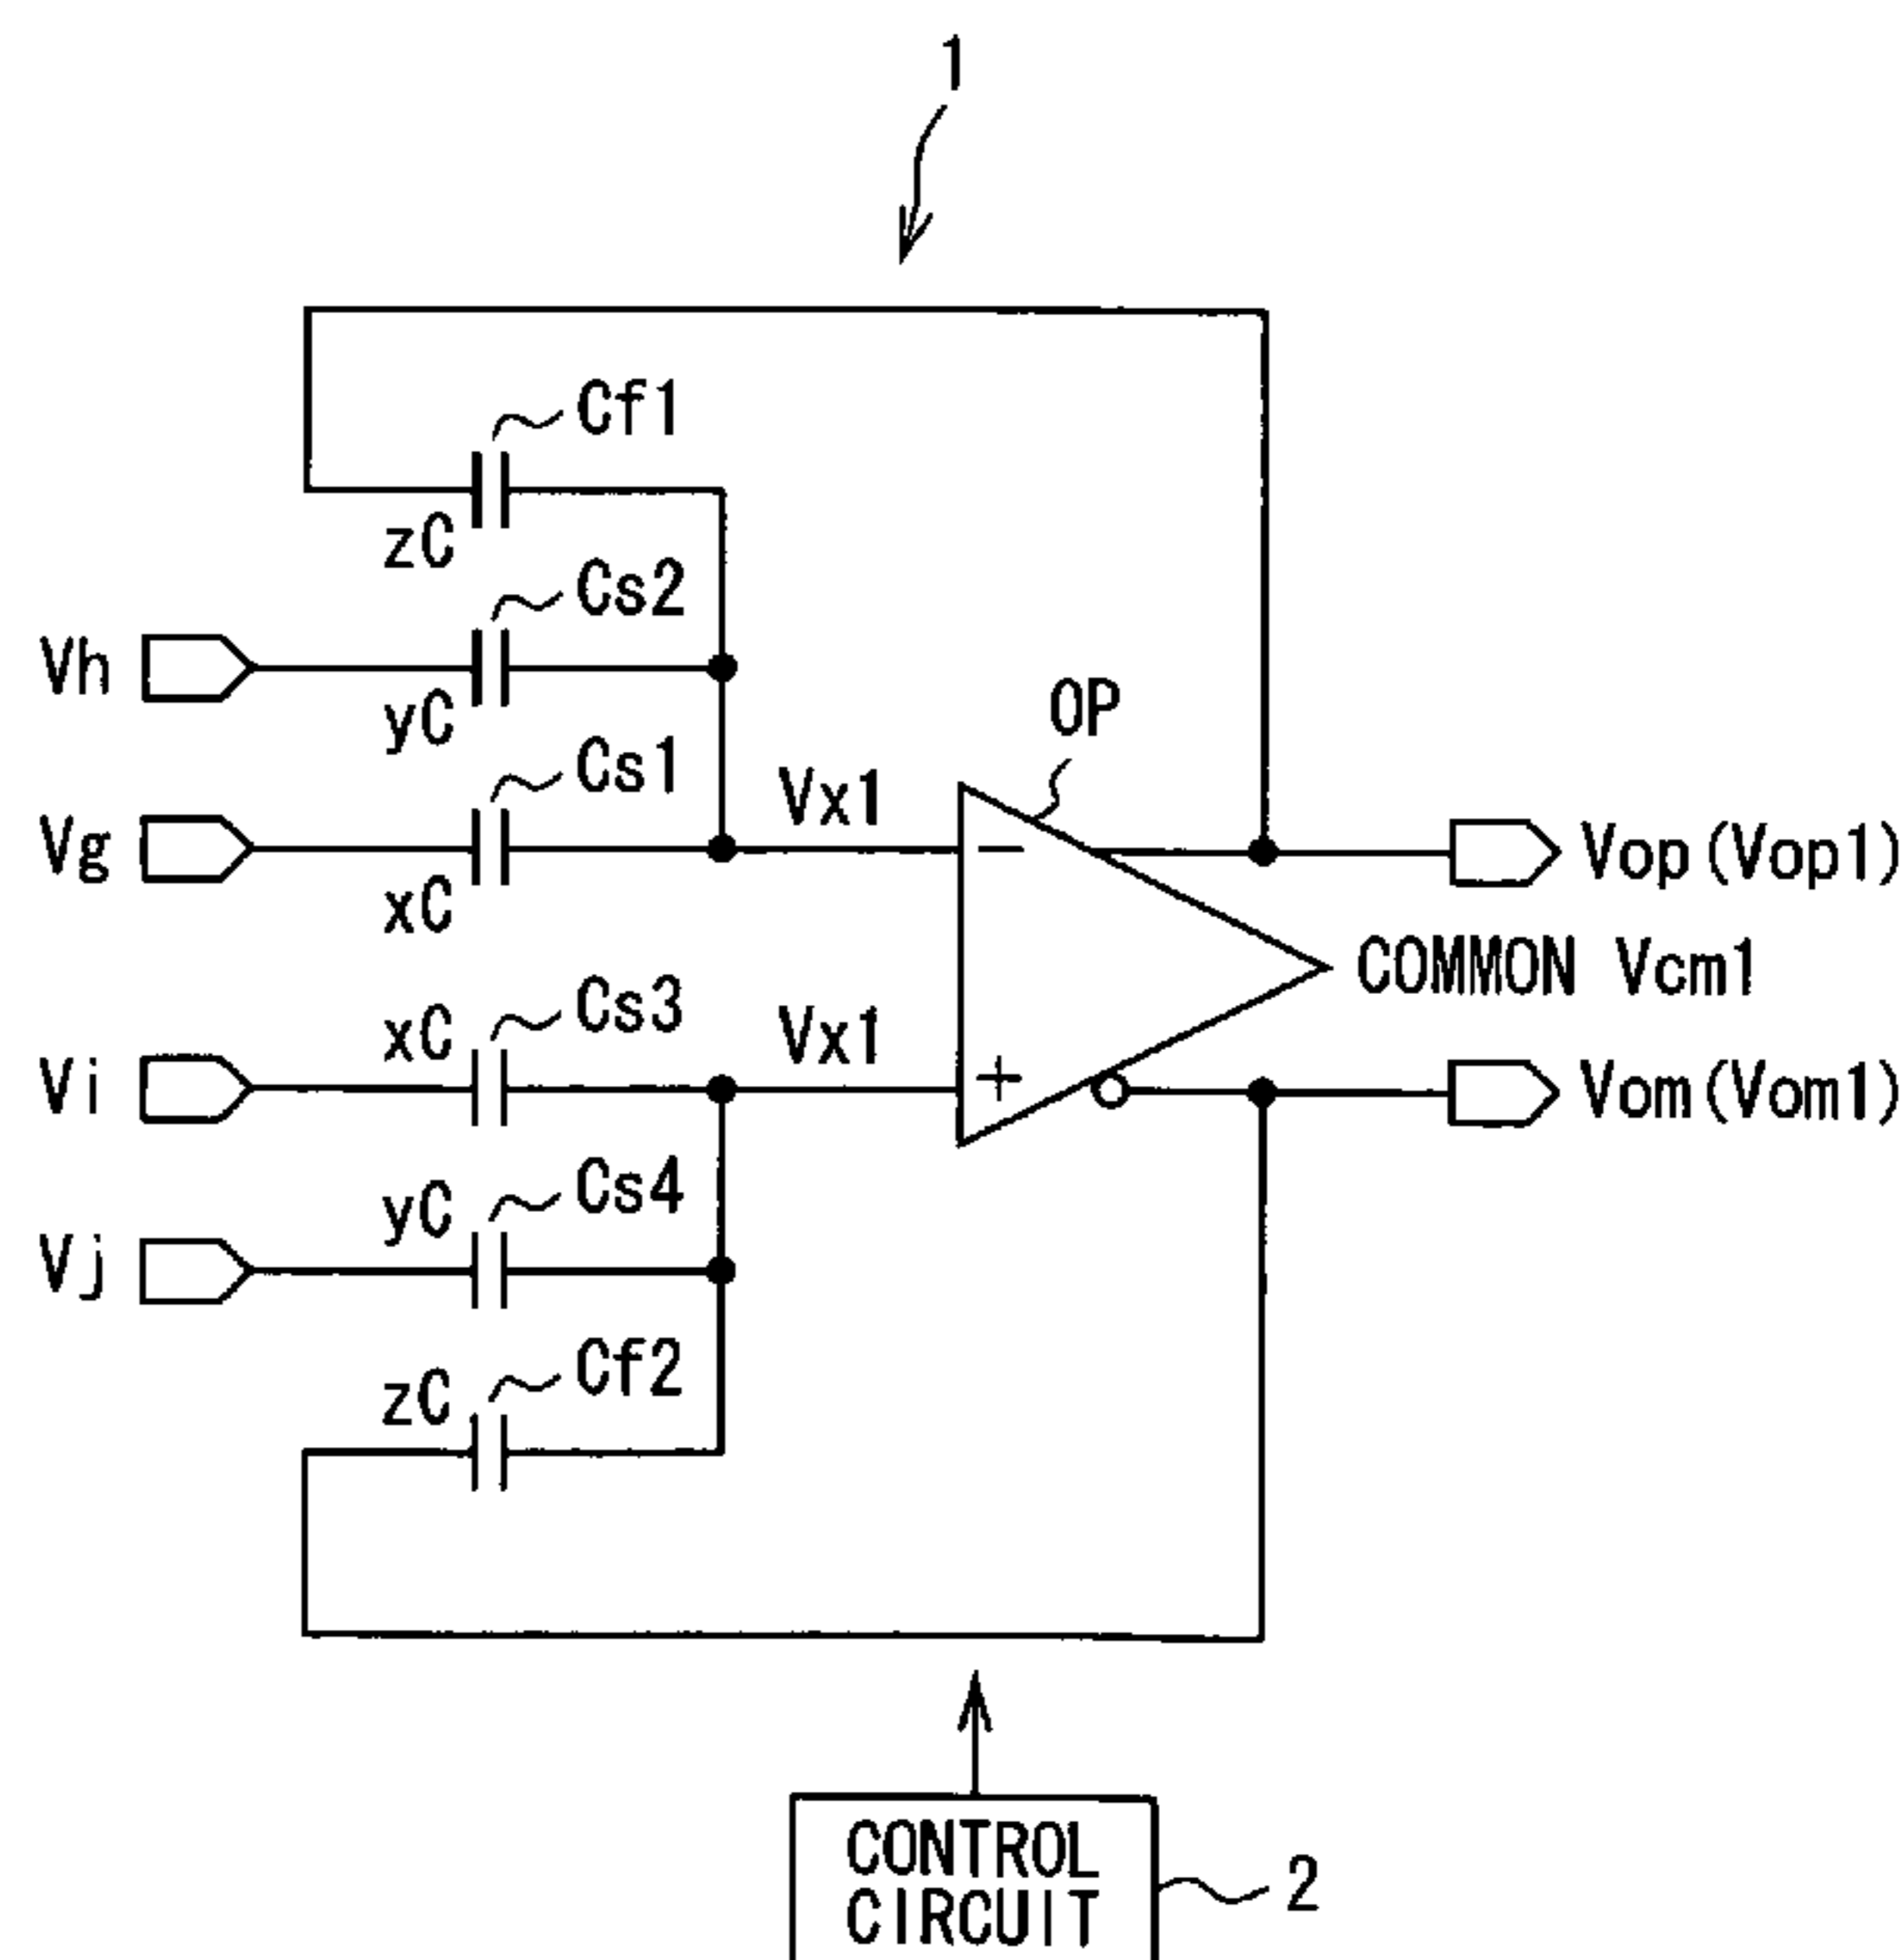 1
Cf1
zC
Cs2
Vh
yC
OP
Cs1
Vx1
Vg
Vop(Vop1)
xC
COMMON Vcm1
Cs3
xC
Vx1
Vi
Vom(Vom1)
Cs4
yC
Vj
Cf2
zC
CONTROL
CIRCUIT
2